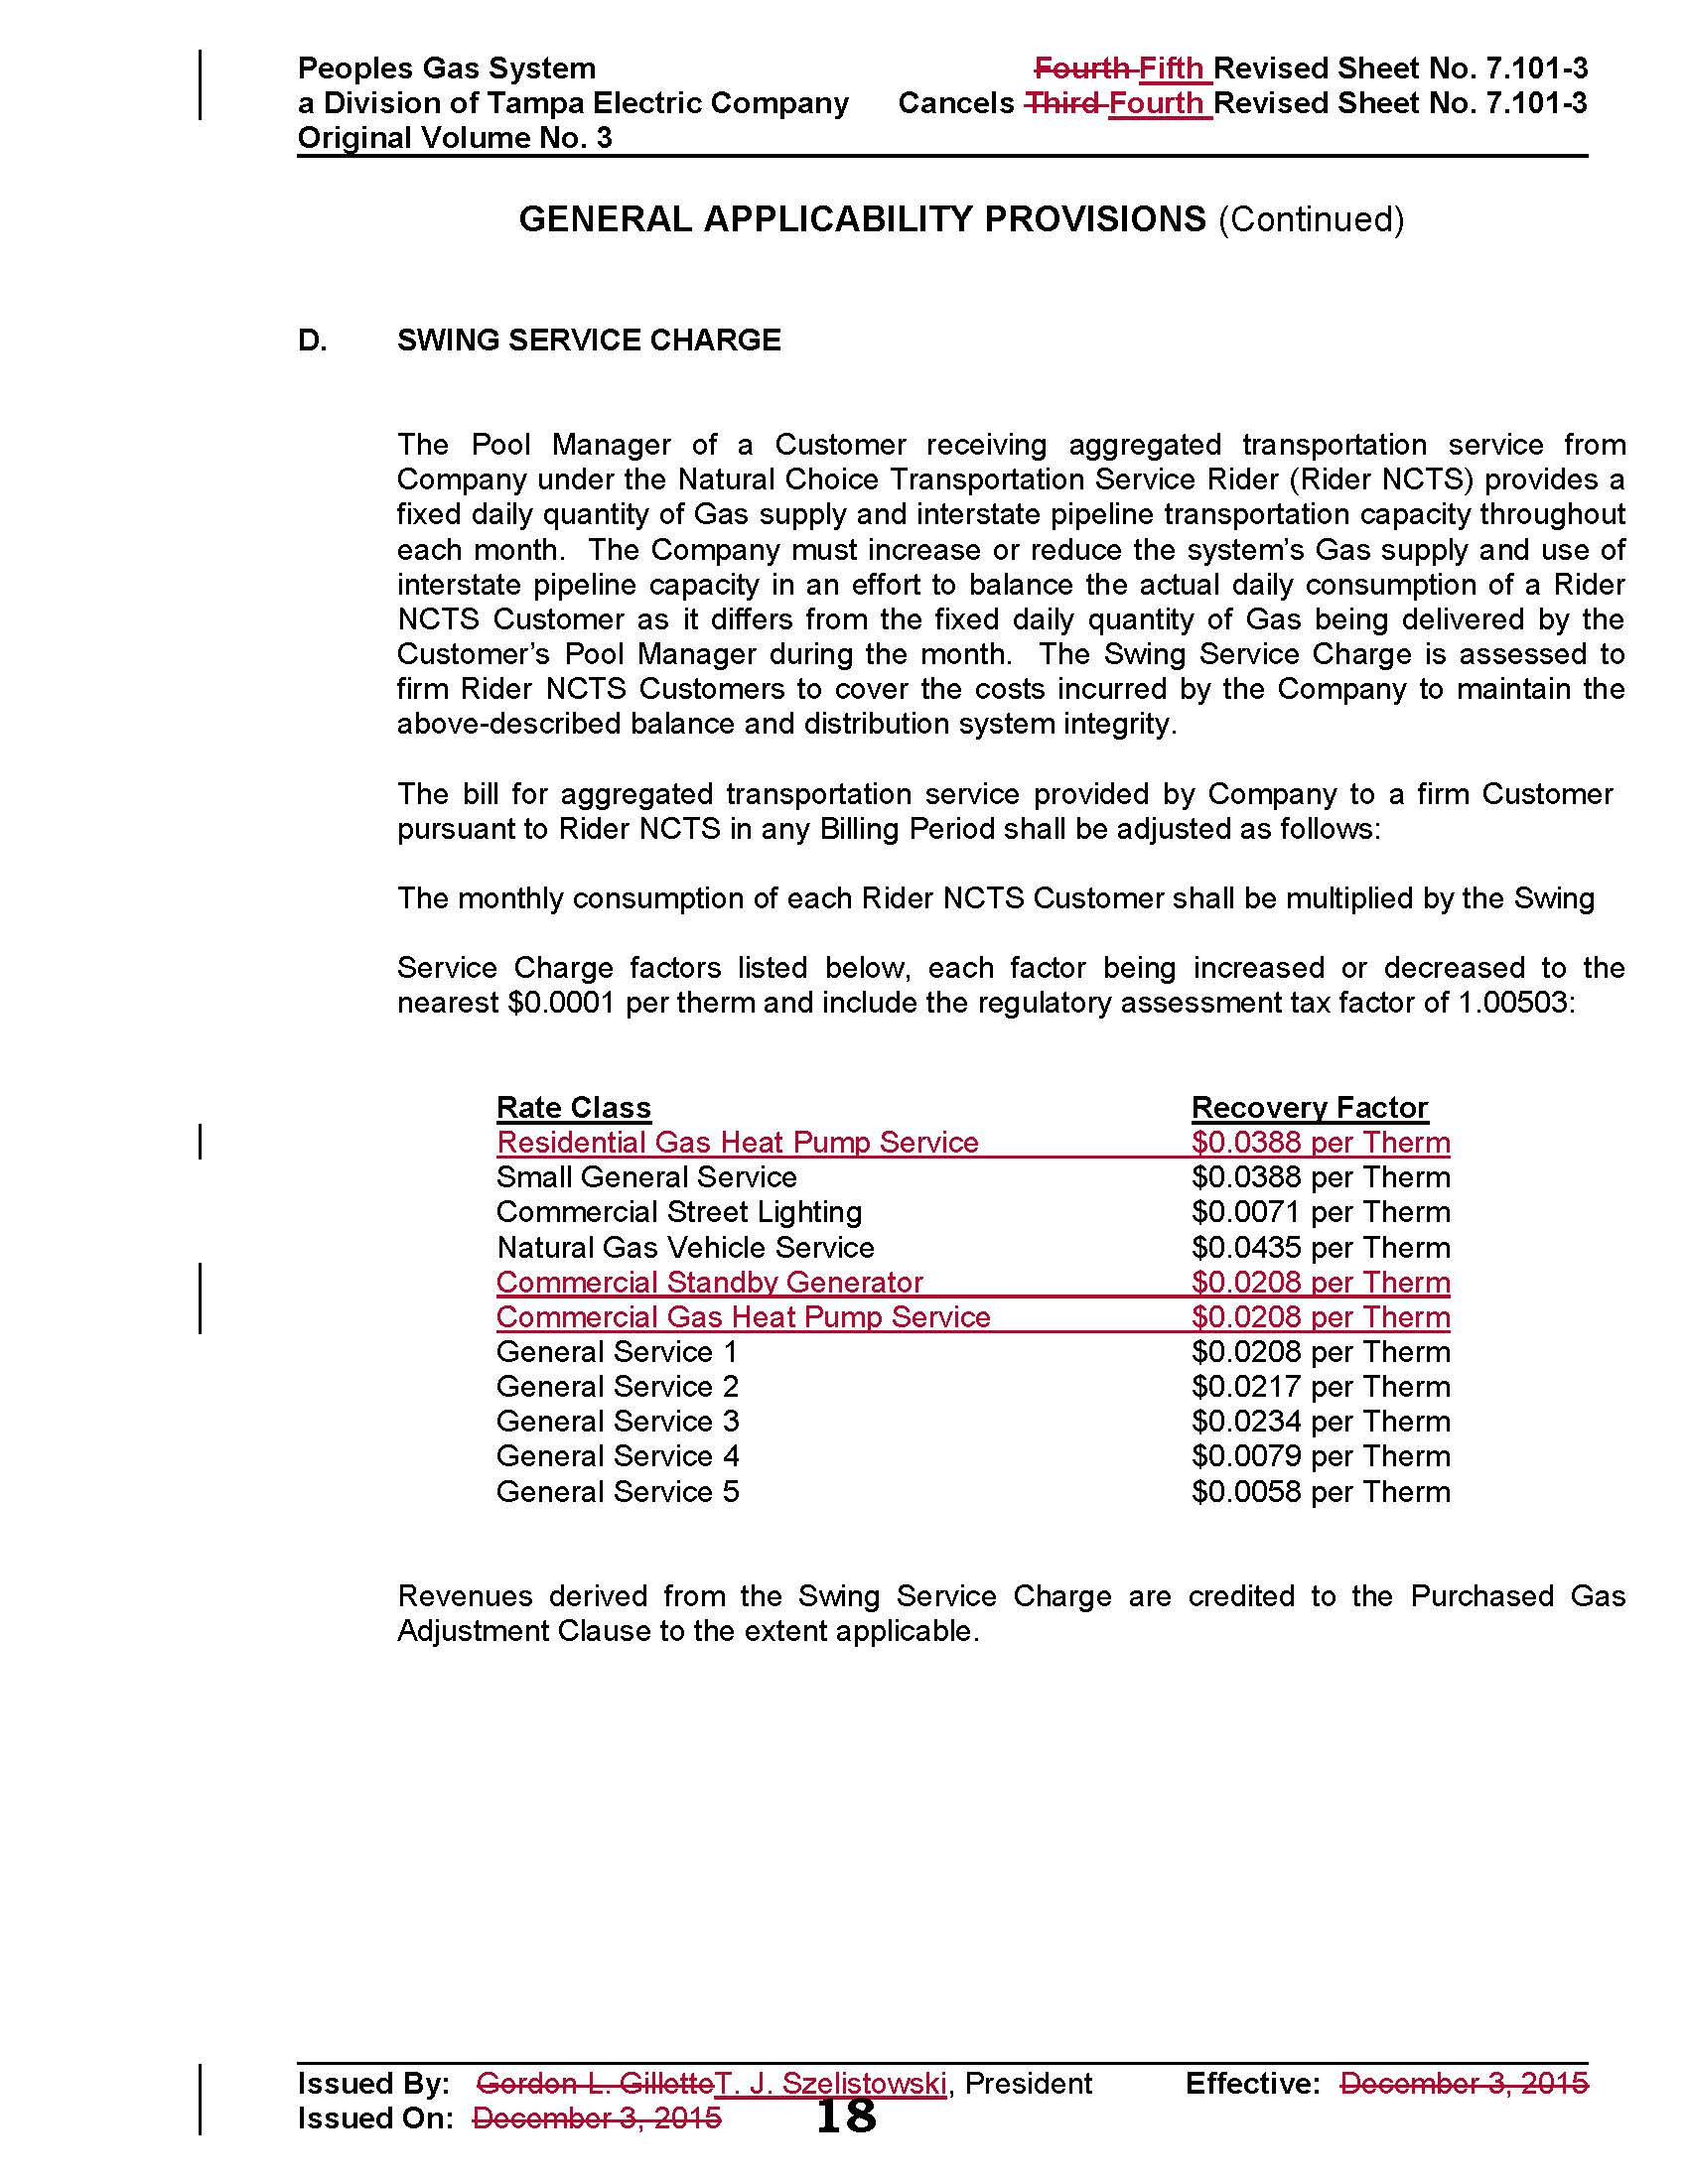 Peoples Gas System Fourth Fifth Revised Sheet No. 7.101-3
a Division of Tampa Electric Company Cancels Third Fourth Revised Sheet No. 7.101-3
Original Volume No. 3
GENERAL APPLICABILITY PROVISIONS (Continued)
D. SWING SERVICE CHARGE
The Pool Manager of a Customer receiving aggregated transportation service from
Company under the Natural Choice Transportation Service Rider (Rider NCTS) provides a
fixed daily quantity of Gas supply and interstate pipeline transportation capacity throughout
each month. The Company must increase or reduce the system's Gas supply and use of
interstate pipeline capacity in an effort to balance the actual daily consumption of a Rider
NCTS Customer as it differs from the fixed daily quantity of Gas being delivered by the
Customer's Pool Manager during the month. The Swing Service Charge is assessed to
firm Rider NCTS Customers to cover the costs incurred by the Company to maintain the
above-described balance and distribution system integrity.
The bill for aggregated transportation service provided by Company to a firm Customer
pursuant to Rider NCTS in any Billing Period shall be adjusted as follows:
The monthly consumption of each Rider NCTS Customer shall be multiplied by the Swing
Service Charge factors listed below, each factor being increased or decreased to the
nearest $0.0001 per therm and include the regulatory assessment tax factor of 1.00503:
Rate Class Recovery Factor
Residential Gas Heat Pump Service $0.0388 per Therm
Small General Service $0.0388 per Therm
Commercial Street Lighting $0.0071 per Therm
Natural Gas Vehicle Service $0.0435 per Therm
Commercial Standby Generator $0.0208 per Therm
Commercial Gas Heat Pump Service $0.0208 per Therm
General Service 1 $0.0208 per Therm
General Service 2 $0.0217 per Therm
General Service 3 $0.0234 per Therm
General Service 4 $0.0079 per Therm
General Service 5 $0.0058 per Therm
Revenues derived from the Swing Service Charge are credited to the Purchased Gas
Adjustment Clause to the extent applicable.
Issued By: Gordon L. GilletteT. J. Szelistowski, President Effective: December 3, 2015
Issued On: December 3, 2015
18